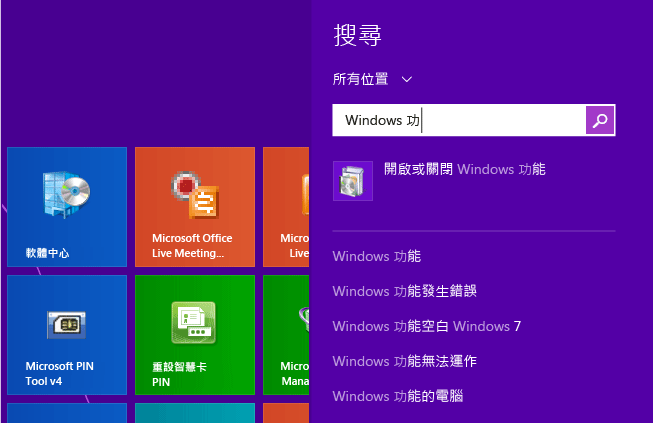 搜尋
所有位置
Windows 功
開啟或關閉 Windows 功能
Windows 功能
Windows 功能發生錯誤
Windows 功能空白 Windows 7
Windows 功能無法運作
Windows 功能的電腦
軟體中心
Microsoft Office
Live Meeting...
Micros
Live
Microsoft PIN
Tool v4
重設智慧卡
PIN
Micros
Mana